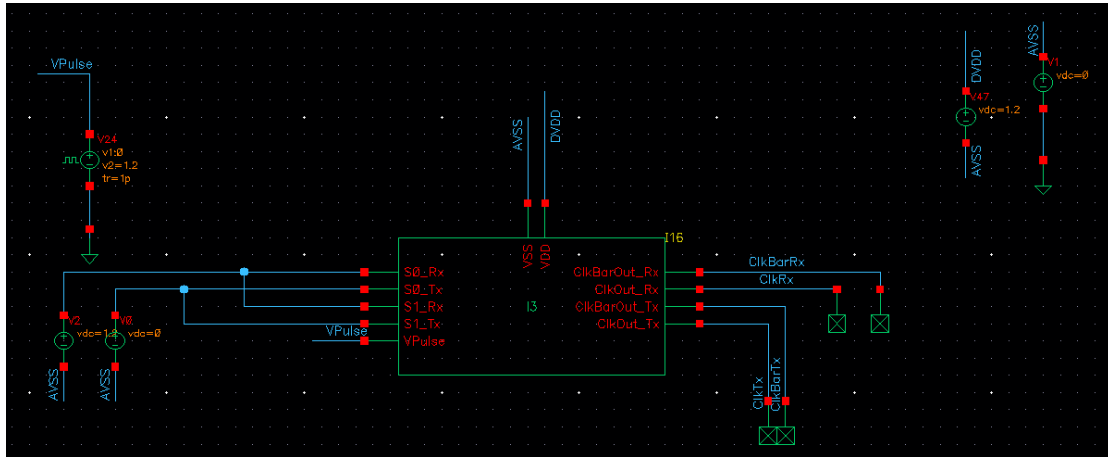 VPulse
V24
v1:0
v2=1.2
tr=1p
AVSS
DVDD
DVDD
V47
vdc=1.2
AVSS
AVSS
V1
vdc=0
I16
VSS
VDD
S0_Rx
S0_Tx
S1_Rx
S1_Tx
VPulse
VPulse
I3
ClkBarOut_Rx
ClkOut_Rx
ClkBarOut_Tx
ClkOut_Tx
ClkBarRx
ClkRx
V2
vdc=1.2
V0
vdc=0
AVSS
AVSS
ClkTx
ClkBarTx